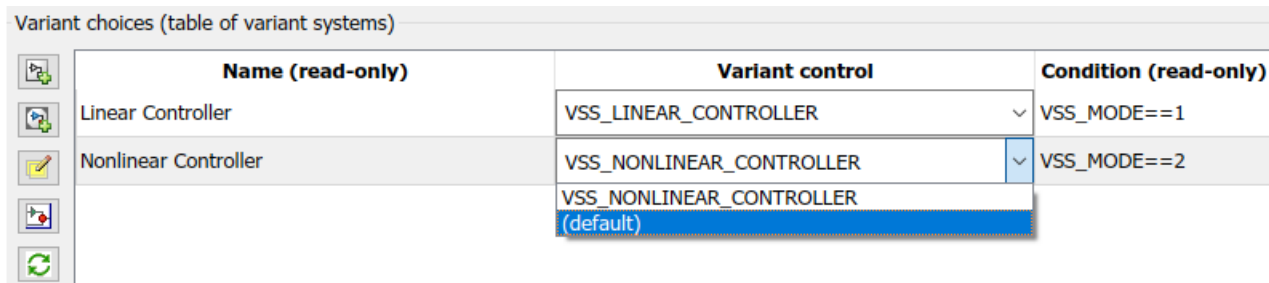 Variant choices (table of variant systems)
Name (read-only) Variant control Condition (read-only)
Linear Controller VSS_LINEAR_CONTROLLER VSS_MODE==1
Nonlinear Controller VSS_NONLINEAR_CONTROLLER VSS_MODE==2
VSS_NONLINEAR_CONTROLLER
(default)